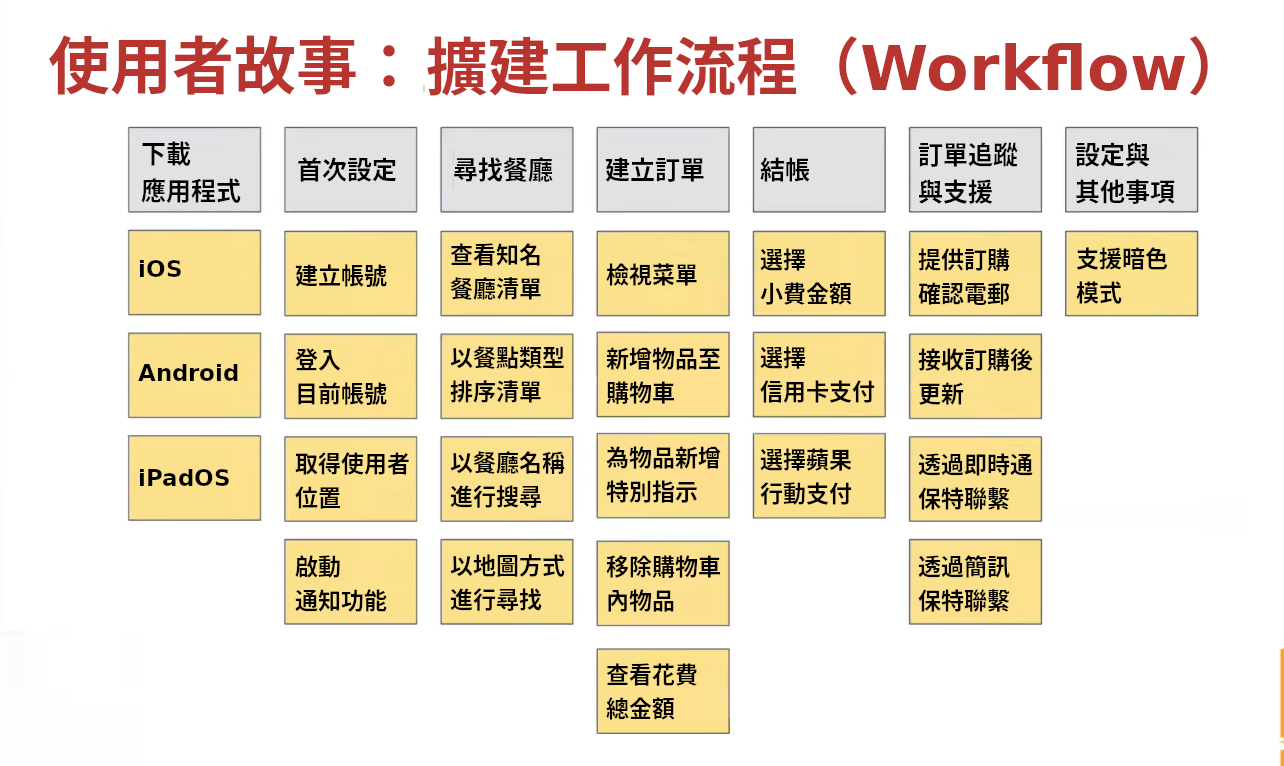 使用者故事：擴建工作流程（Workflow）
下載
應用程式
首次設定
尋找餐廳
建立訂單
結帳
訂單追蹤
與支援
設定與
其他事項
iOS
建立帳號
查看知名
餐廳清單
檢視菜單
選擇
小費金額
提供訂購
確認電郵
支援暗色
模式
Android
登入
目前帳號
以餐點類型
排序清單
新增物品至
購物車
選擇
信用卡支付
接收訂購後
更新
iPadOS
取得使用者
位置
以餐廳名稱
進行搜尋
為物品新增
特別指示
選擇蘋果
行動支付
透過即時通
保特聯繫
啟動
通知功能
以地圖方式
進行尋找
移除購物車
內物品
透過簡訊
保特聯繫
查看花費
總金額